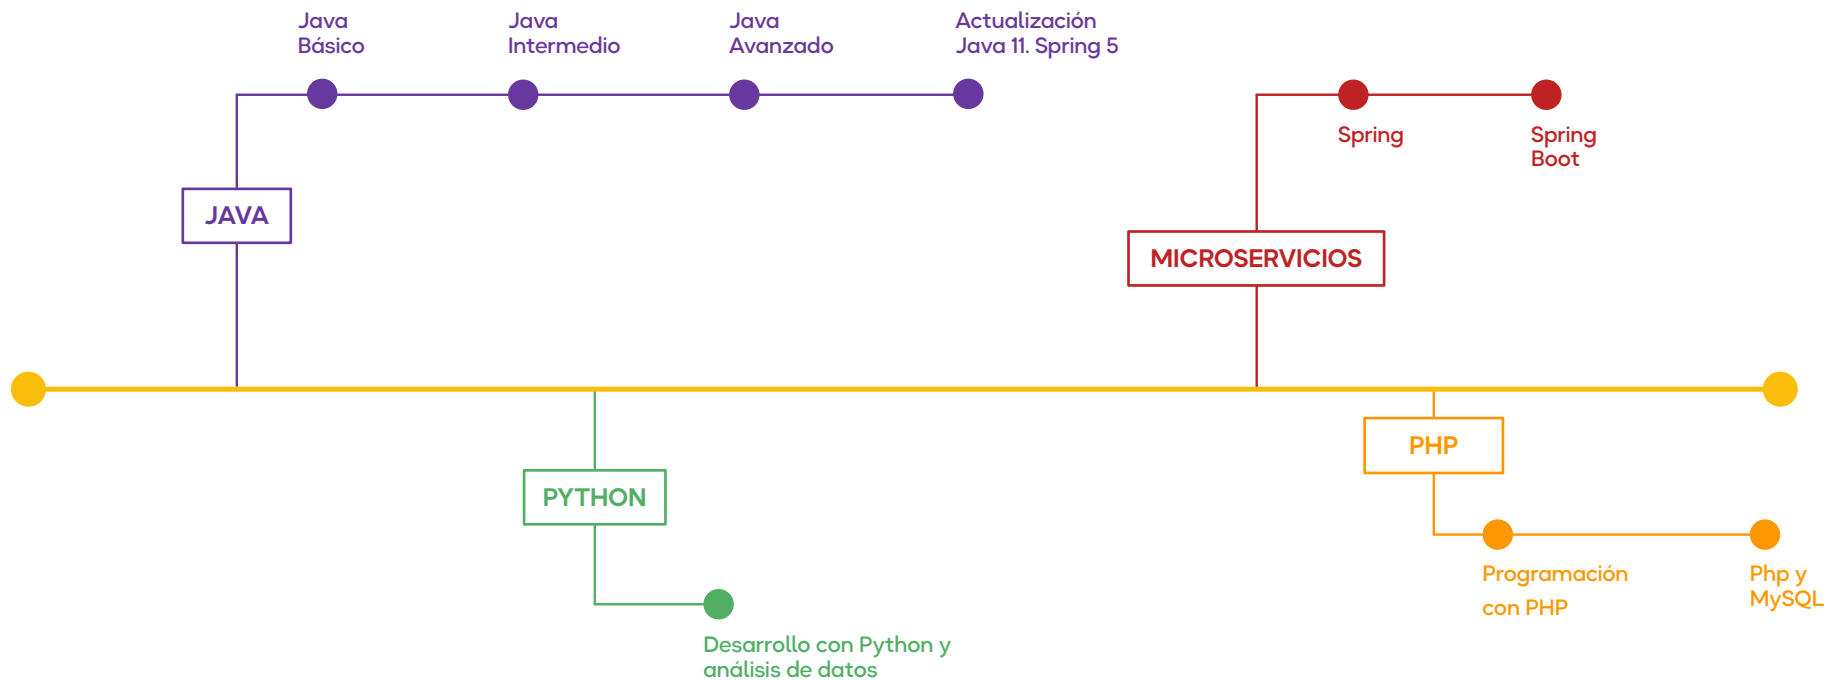 Java
Básico
Java
Intermedio
Java
Avanzado
Actualización
Java 11. Spring 5
JAVA
Spring
Spring
Boot
MICROSERVICIOS
PHP
PYTHON
Programación
con PHP
Php y
MySQL
Desarrollo con Python y
análisis de datos